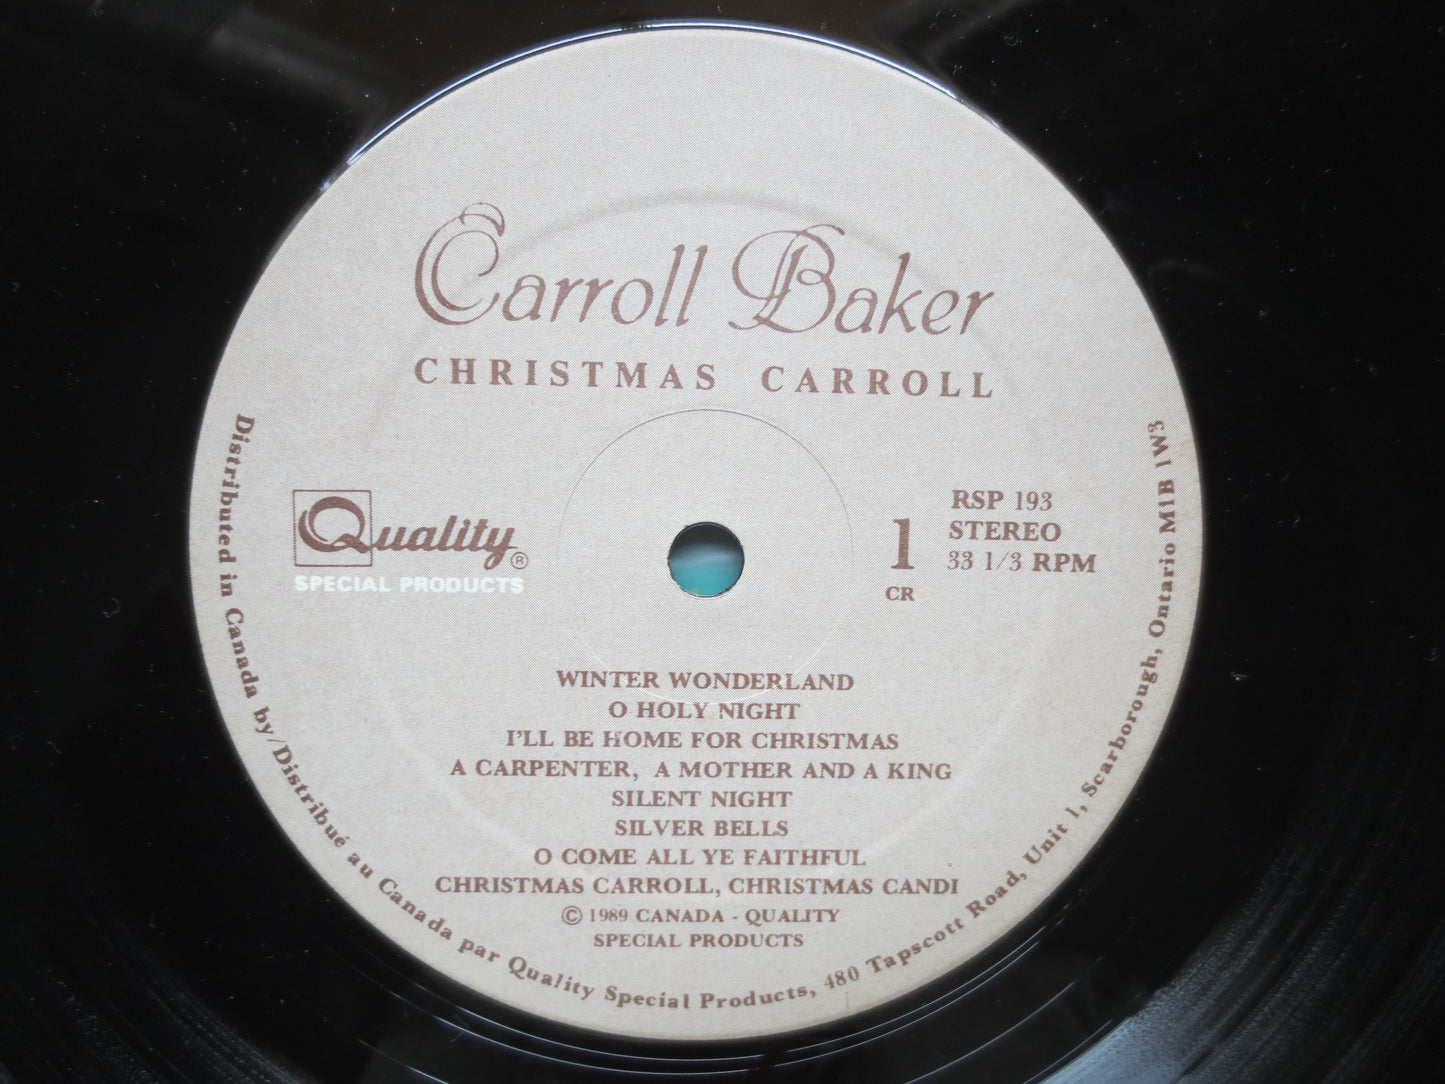 Carroll Baker
CHRISTMAS CARROLL
Quality®
SPECIAL PRODUCTS
1
CR
RSP 193
STEREO
33 1/3 RPM
WINTER WONDERLAND
O HOLY NIGHT
I'LL BE HOME FOR CHRISTMAS
A CARPENTER, A MOTHER AND A KING
SILENT NIGHT
SILVER BELLS
O COME ALL YE FAITHFUL
CHRISTMAS CARROLL, CHRISTMAS CANDI
© 1989 CANADA - QUALITY
SPECIAL PRODUCTS
Distributed in Canada by/Distribué au Canada par Quality Special Products, 480 Tapscott Road, Unit 1, Scarborough, Ontario M1B 1W3